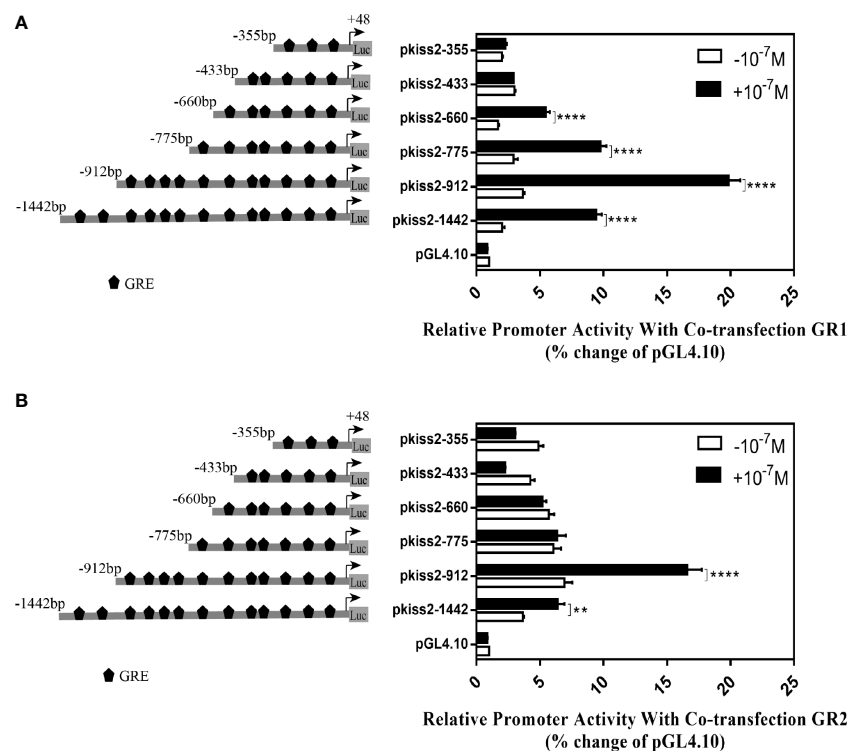 A
+48
-355bp
Luc
-433bp
Luc
-660bp
Luc
-775bp
Luc
-912bp
Luc
-1442bp
Luc
GRE
pkiss2-355
pkiss2-433
pkiss2-660
****
pkiss2-775
****
pkiss2-912
****
pkiss2-1442
****
pGL4.10
-10⁻⁷M
+10⁻⁷M
0 5 10 15 20 25
Relative Promoter Activity With Co-transfection GR1
(% change of pGL4.10)
B
+48
-355bp
Luc
-433bp
Luc
-660bp
Luc
-775bp
Luc
-912bp
Luc
-1442bp
Luc
GRE
pkiss2-355
pkiss2-433
pkiss2-660
pkiss2-775
pkiss2-912
****
pkiss2-1442
**
pGL4.10
-10⁻⁷M
+10⁻⁷M
0 5 10 15 20 25
Relative Promoter Activity With Co-transfection GR2
(% change of pGL4.10)